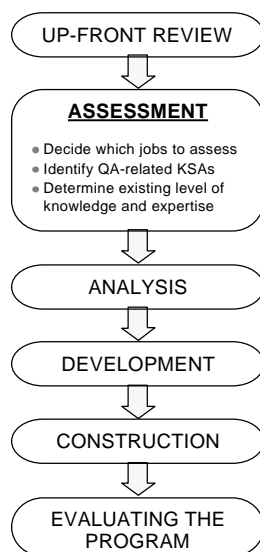 UP-FRONT REVIEW
ASSESSMENT
• Decide which jobs to assess
• Identify QA-related KSAs
• Determine existing level of
knowledge and expertise
ANALYSIS
DEVELOPMENT
CONSTRUCTION
EVALUATING THE
PROGRAM